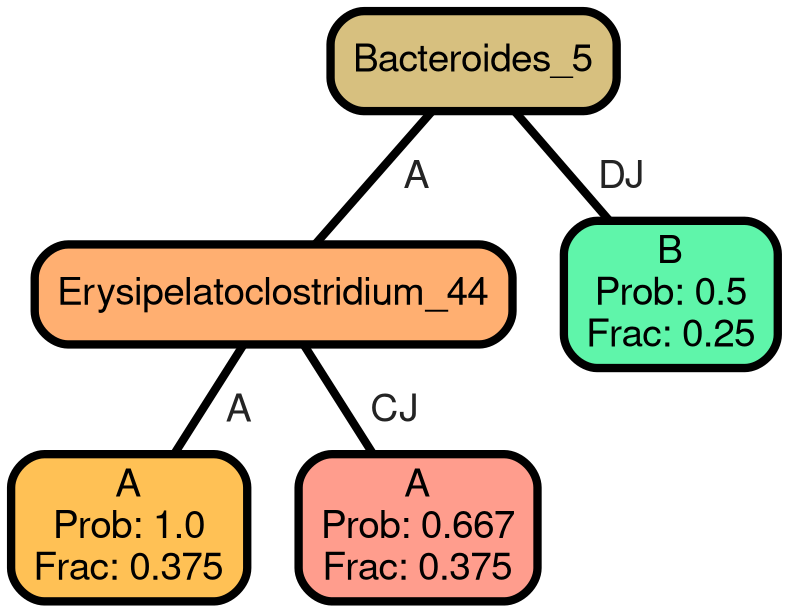 Bacteroides_5
A
DJ
Erysipelatoclostridium_44
B
Prob: 0.5
Frac: 0.25
A
CJ
A
Prob: 1.0
Frac: 0.375
A
Prob: 0.667
Frac: 0.375